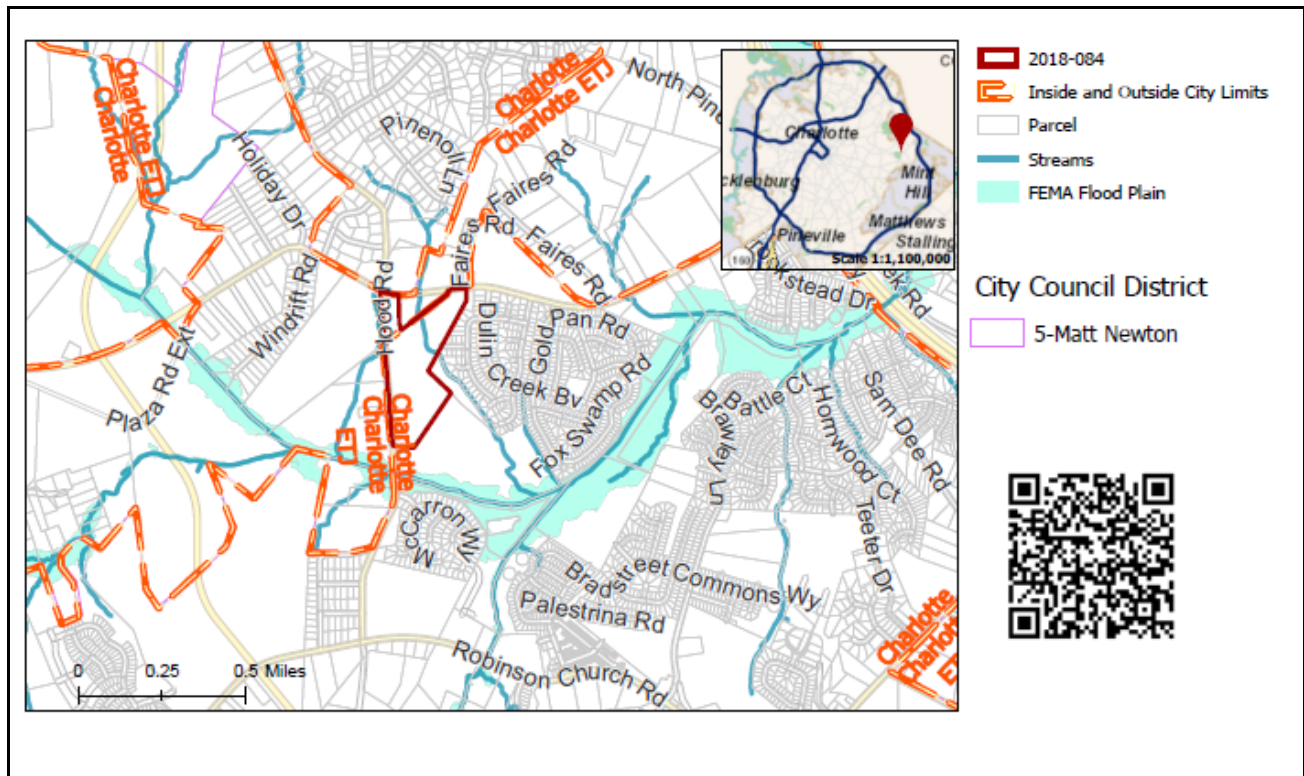 Charlotte ETJ
Charlotte
Charlotte
Charlotte ETJ
North Pine
Pinenoll Ln
Holiday Dr
Faires Rd
Faires Rd
Faires Rd
Hood Rd
Windrift Rd
Plaza Rd Ext
Dulin
Creek Bv
Gold
Pan Rd
Fox Swamp Rd
Charlotte
ETJ
Charlotte
McCarron Wy
Battle Ct
Brawley Ln
Hornwood Ct
Sam Dee Rd
Teeter Dr
Bradstreet Commons Wy
Palestrina Rd
Robinson Church Rd
Charlotte
0 0.25 0.5 Miles
Charlotte
cklenburg
Mint
Hill
Matthews
Pineville
Stalling
Scale 1:1,100,000
2018-084
Inside and Outside City Limits
Parcel
Streams
FEMA Flood Plain
City Council District
5-Matt Newton